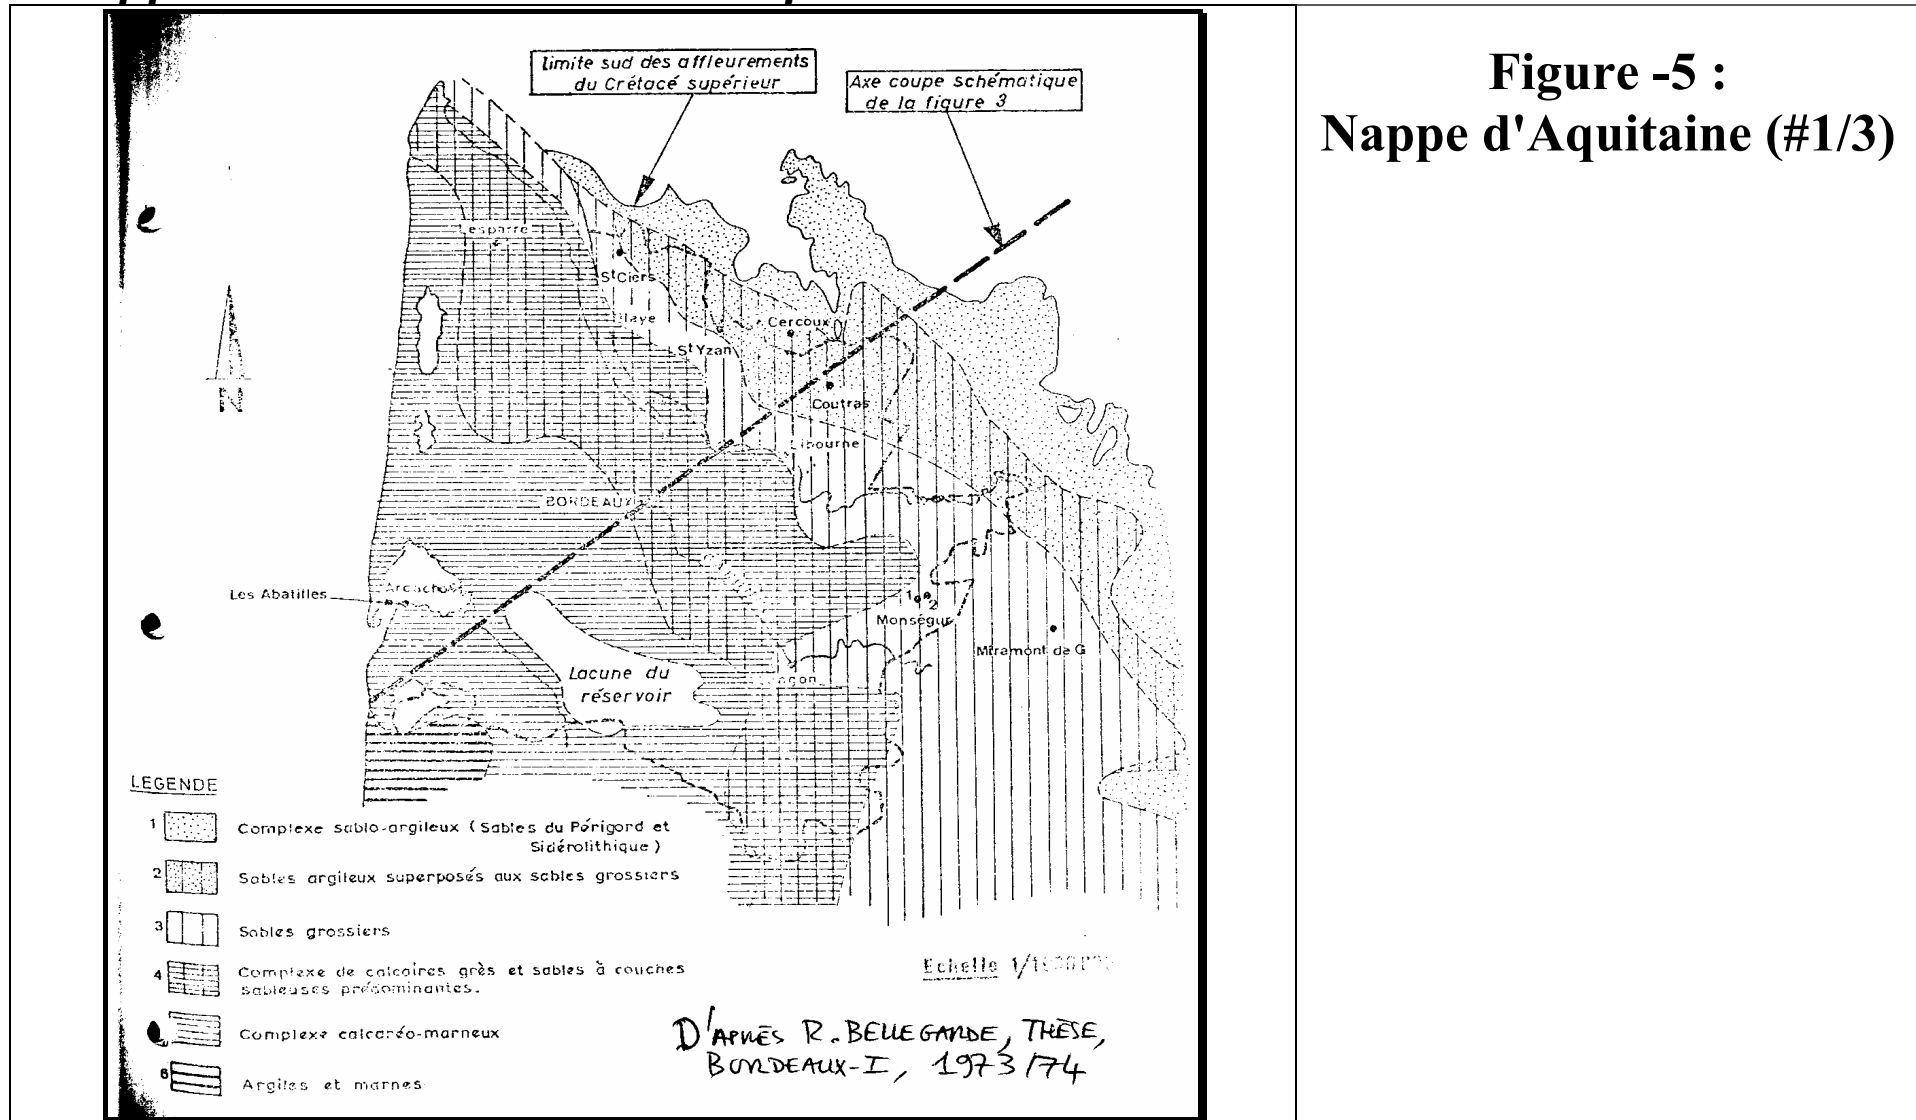 Figure -5 :
Nappe d'Aquitaine (#1/3)
limite sud des affleurements
du Crétacé supérieur
Axe coupe schématique
de la figure 3
Lesparre
St Ciers
Blaye
Cercoux
St Yzan
Coutras
Libourne
BORDEAUX
Les Abatilles
Arcachon
1
2
Monségur
Miramont de G
Lacune du
réservoir
N
LEGENDE
1 Complexe sablo-argileux (Sables du Périgord et
Sidérolithique)
2 Sables argileux superposés aux sables grossiers
3 Sables grossiers
4 Complexe de calcaires grès et sables à couches
sableuses prédominantes.
Complexe calcaréo-marneux
6 Argiles et marnes
Echelle
D'APRÈS R. BELLEGARDE, THÈSE,
BORDEAUX-I, 1973/74